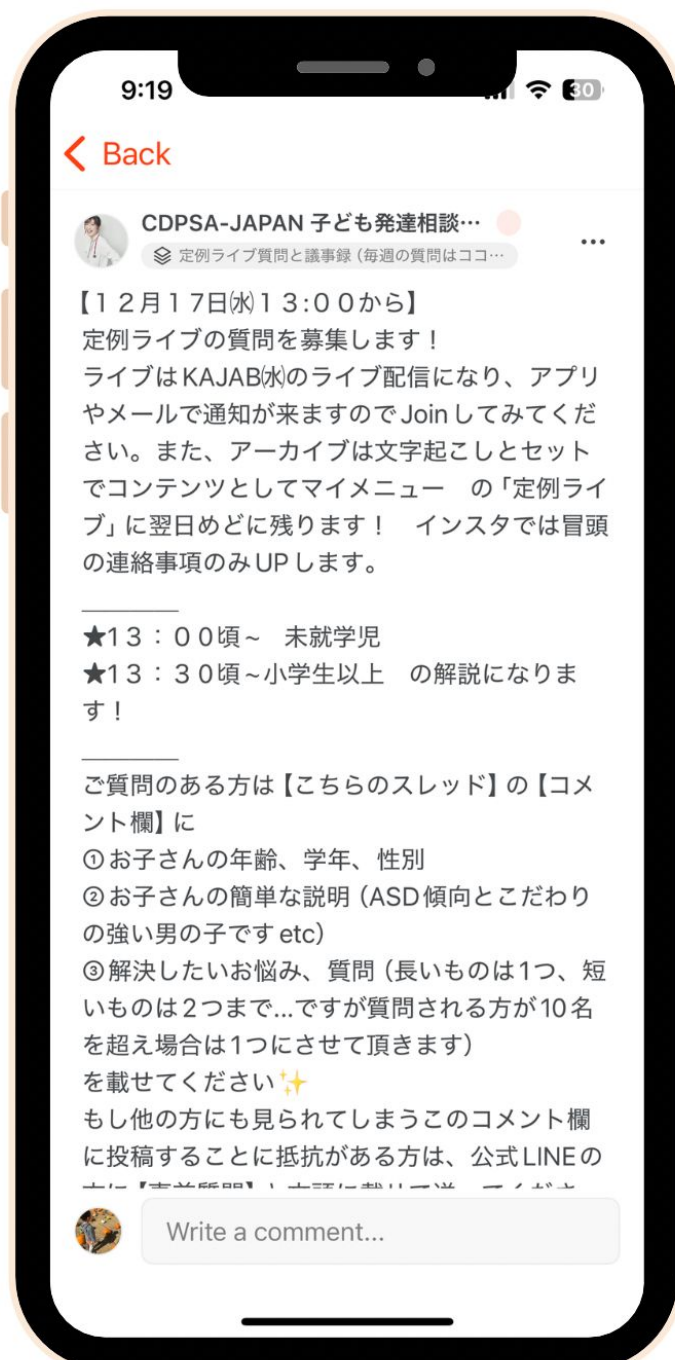 9:19
30
Back
CDPSA-JAPAN 子ども発達相談…
定例ライブ質問と議事録 (毎週の質問はココ…
【1２月１7日㈬１３:００から】
定例ライブの質問を募集します！
ライブはKAJAB㈬のライブ配信になり、アプリ
やメールで通知が来ますのでJoinしてみてくだ
さい。また、アーカイブは文字起こしとセット
でコンテンツとしてマイメニュー　の「定例ライ
ブ」に翌日めどに残ります！　インスタでは冒頭
の連絡事項のみUPします。
★1３：００頃~　未就学児
★1３：３０頃~小学生以上　の解説になりま
す！
ご質問のある方は【こちらのスレッド】の【コメ
ント欄】に
①お子さんの年齢、学年、性別
②お子さんの簡単な説明（ASD傾向とこだわり
の強い男の子です etc）
③解決したいお悩み、質問（長いものは1つ、短
いものは2つまで…ですが質問される方が10名
を超え場合は1つにさせて頂きます）
を載せてください✨
もし他の方にも見られてしまうこのコメント欄
に投稿することに抵抗がある方は、公式LINEの
Write a comment...